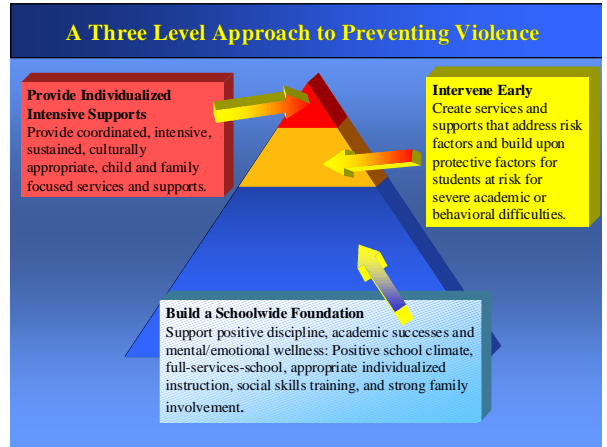 A Three Level Approach to Preventing Violence
Provide Individualized
Intensive Supports
Provide coordinated, intensive,
sustained, culturally
appropriate, child and family
focused services and supports.
Intervene Early
Create services and
supports that address risk
factors and build upon
protective factors for
students at risk for
severe academic or
behavioral difficulties.
Build a Schoolwide Foundation
Support positive discipline, academic successes and
mental/emotional wellness: Positive school climate,
full-services-school, appropriate individualized
instruction, social skills training, and strong family
involvement.